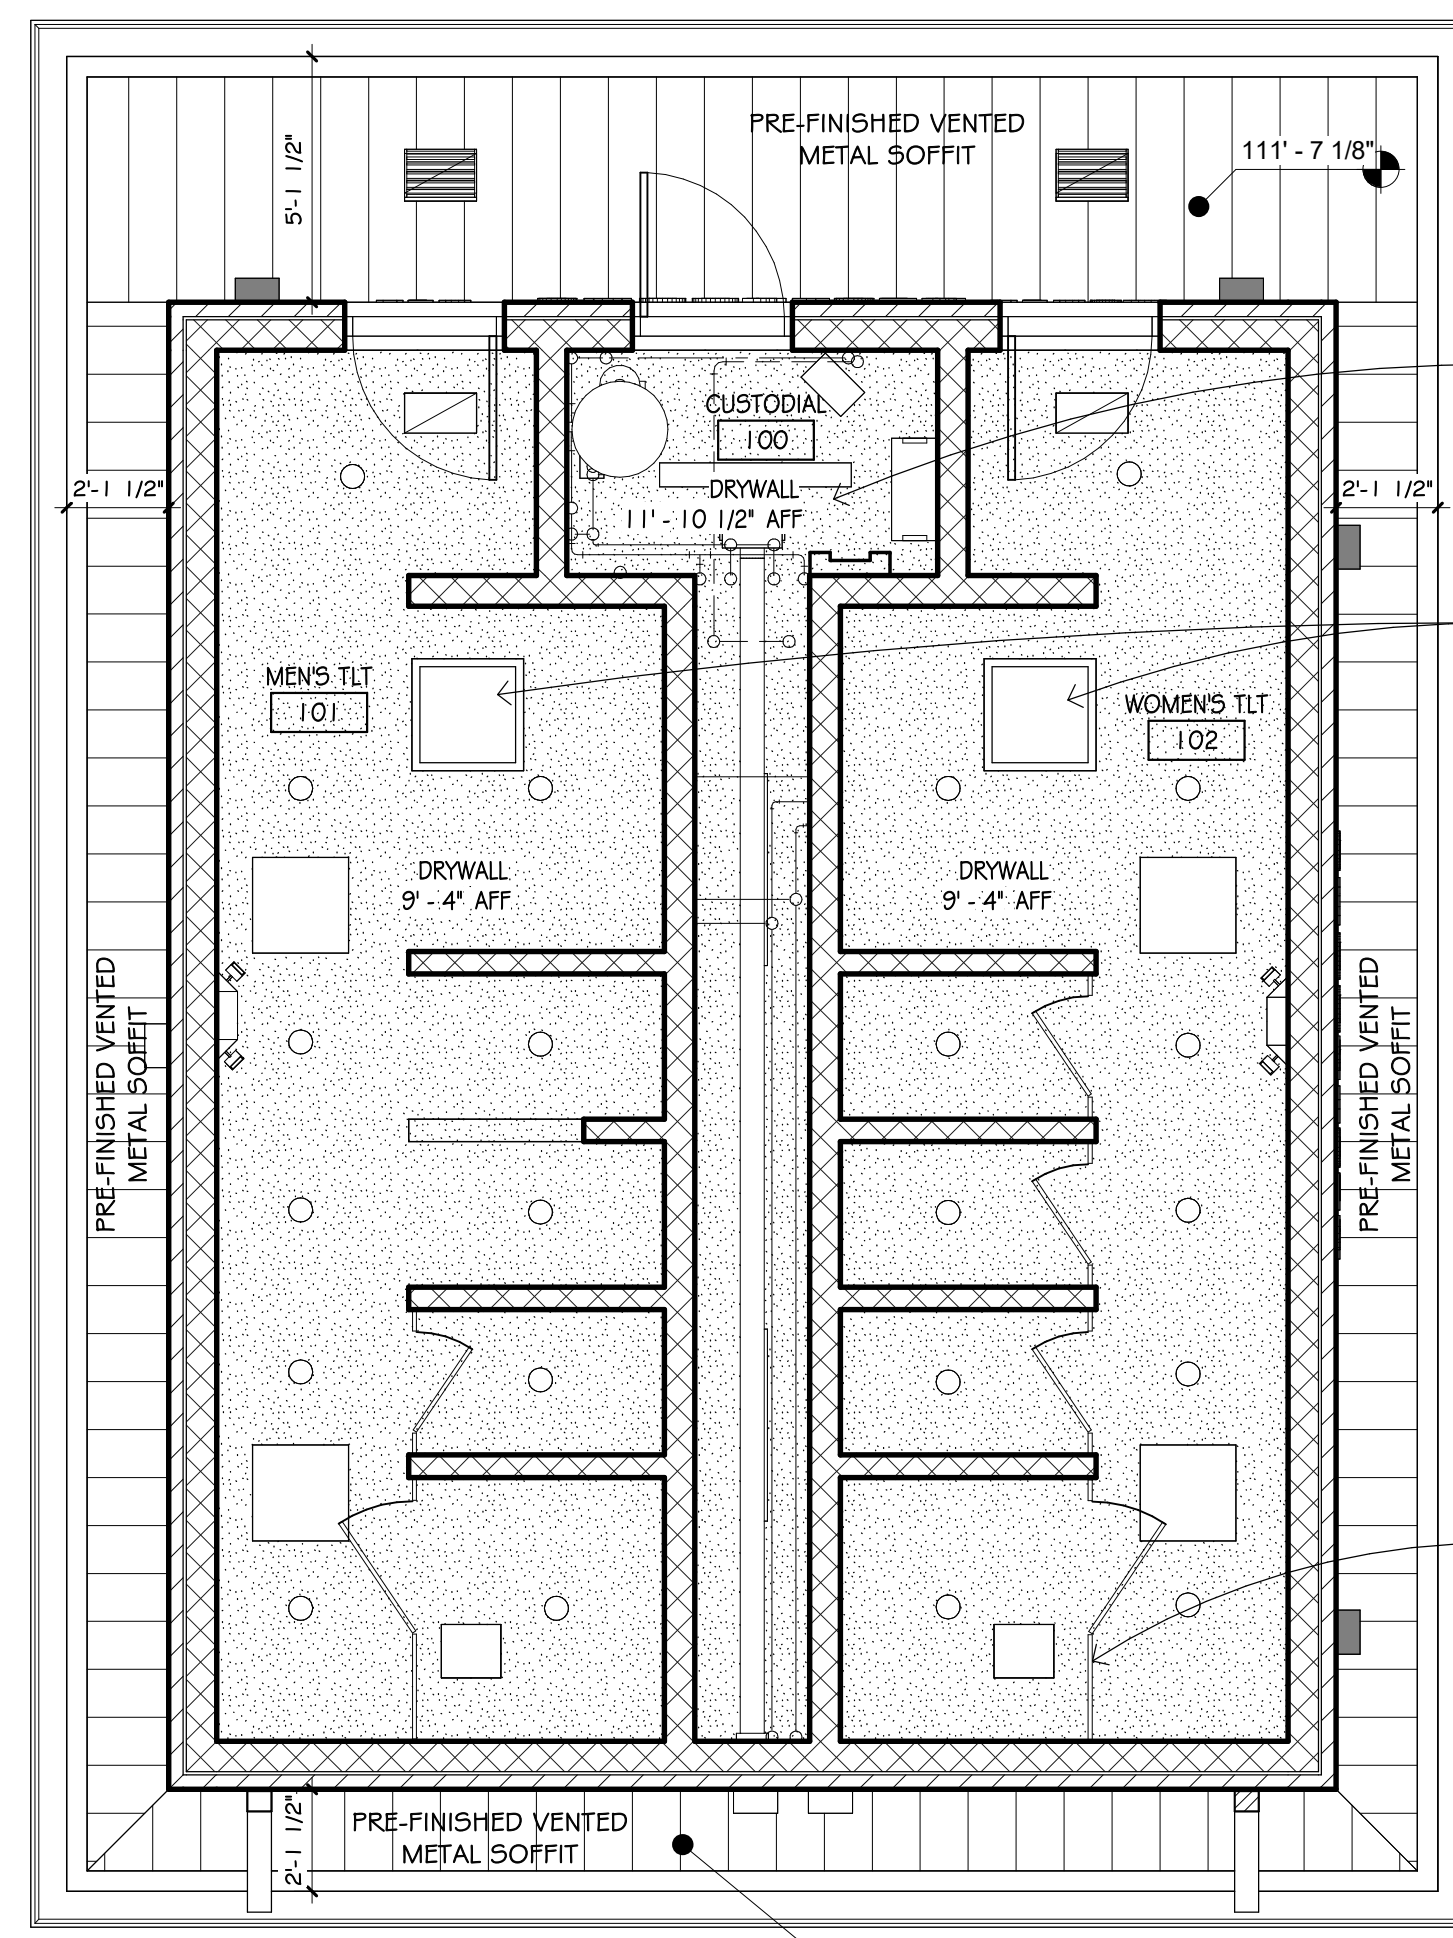 PRE-FINISHED VENTED
METAL SOFFIT
111' - 7 1/8"
5'-1 1/2"
CUSTODIAL
100
DRYWALL
11' - 10 1/2" AFF
2'-1 1/2"
2'-1 1/2"
MEN'S TLT
101
WOMEN'S TLT
102
DRYWALL
9' - 4" AFF
DRYWALL
9' - 4" AFF
PRE-FINISHED VENTED
METAL SOFFIT
PRE-FINISHED VENTED
METAL SOFFIT
PRE-FINISHED VENTED
METAL SOFFIT
2'-1 1/2"